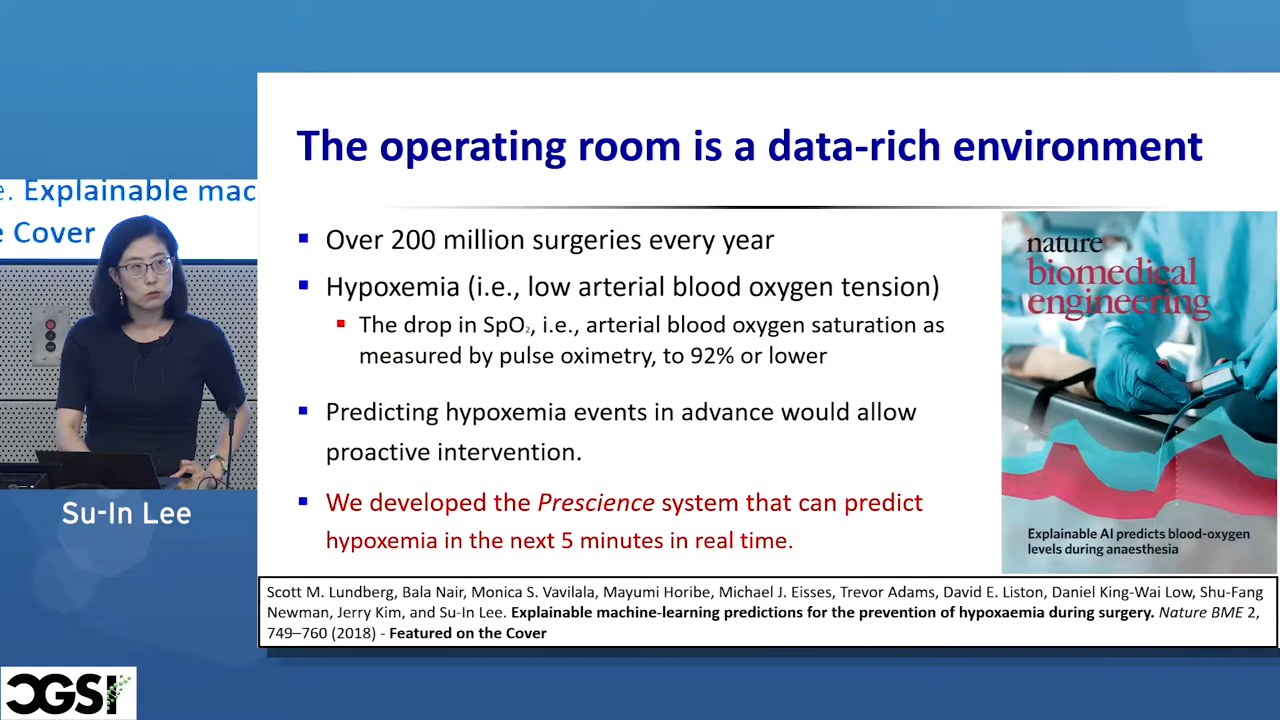 The operating room is a data-rich environment
e. Explainable mac
e Cover
Over 200 million surgeries every year
Hypoxemia (i.e., low arterial blood oxygen tension)
The drop in SpO₂, i.e., arterial blood oxygen saturation as
measured by pulse oximetry, to 92% or lower
Predicting hypoxemia events in advance would allow
proactive intervention.
We developed the Prescience system that can predict
hypoxemia in the next 5 minutes in real time.
nature
biomedical
engineering
Explainable AI predicts blood-oxygen
levels during anaesthesia
Su-In Lee
Scott M. Lundberg, Bala Nair, Monica S. Vavilala, Mayumi Horibe, Michael J. Eisses, Trevor Adams, David E. Liston, Daniel King-Wai Low, Shu-Fang
Newman, Jerry Kim, and Su-In Lee. Explainable machine-learning predictions for the prevention of hypoxaemia during surgery. Nature BME 2,
749–760 (2018) - Featured on the Cover
CGSI